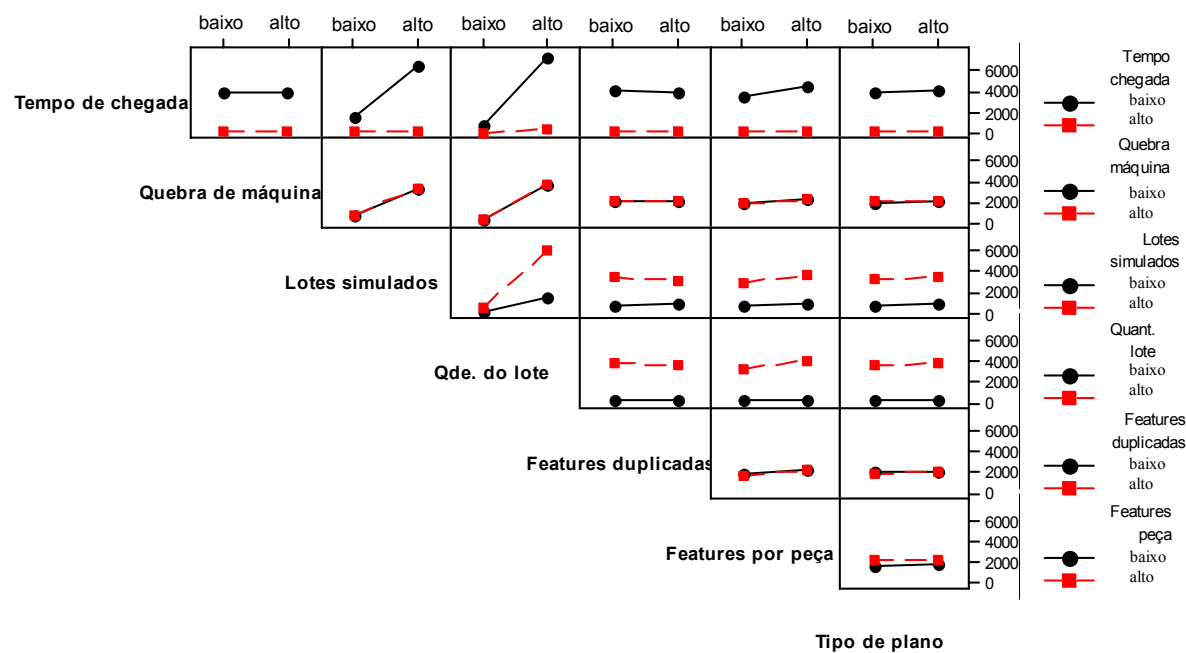 baixo alto baixo alto baixo alto baixo alto baixo alto baixo alto
Tempo de chegada
6000
4000
2000
0
Tempo
chegada
baixo
alto
Quebra de máquina
6000
4000
2000
0
Quebra
máquina
baixo
alto
Lotes simulados
6000
4000
2000
0
Lotes
simulados
baixo
alto
Qde. do lote
6000
4000
2000
0
Quant.
lote
baixo
alto
Features duplicadas
6000
4000
2000
0
Features
duplicadas
baixo
alto
Features por peça
6000
4000
2000
0
Features
peça
baixo
alto
Tipo de plano